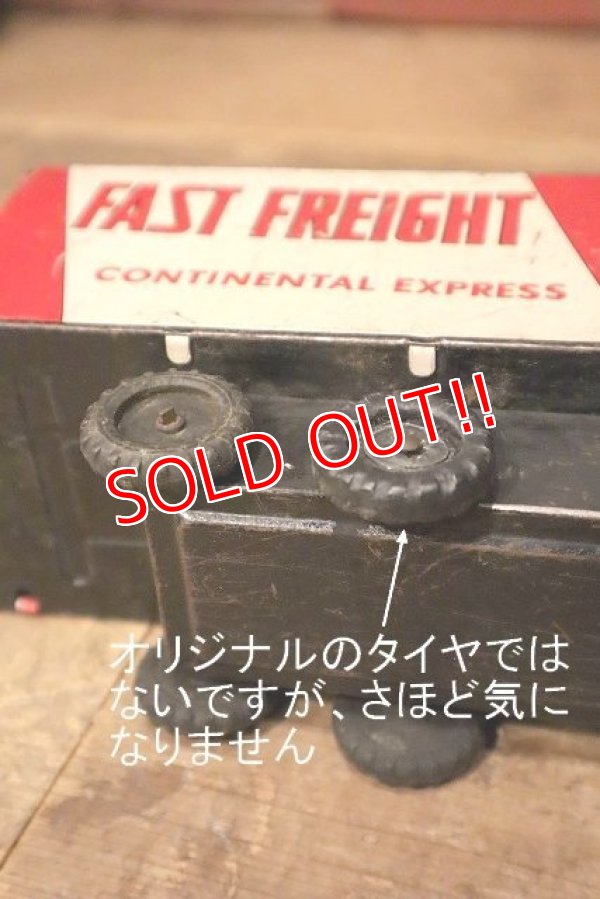 FAST FREIGHT
CONTINENTAL EXPRESS
SOLD OUT!!
オリジナルのタイヤでは
ないですが、さほど気に
なりません